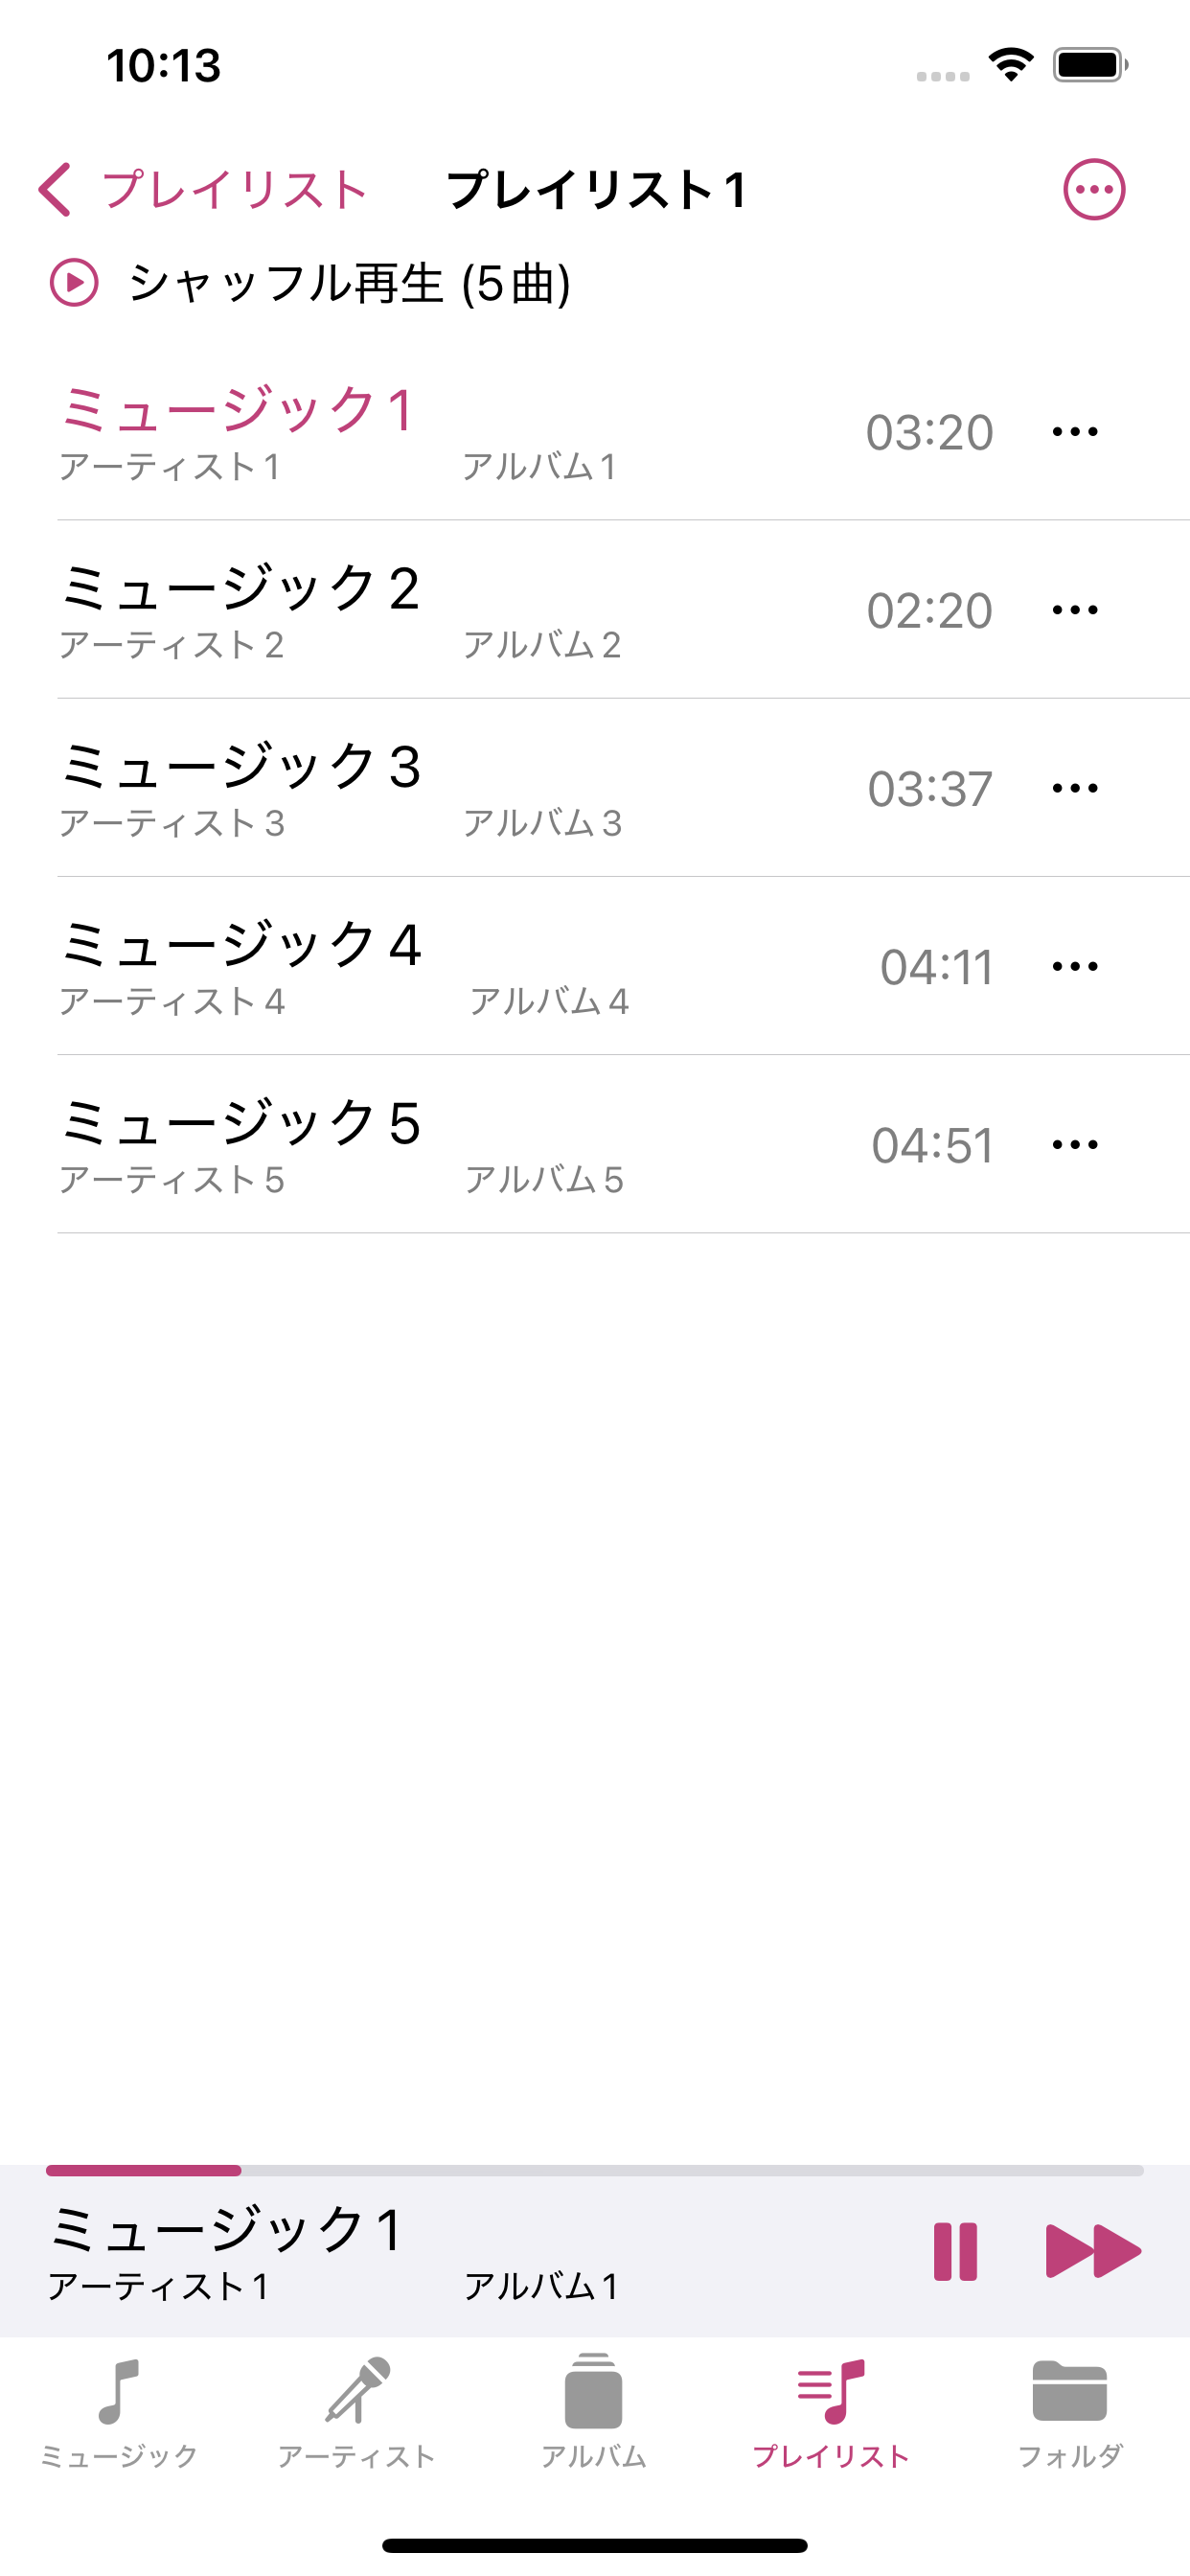 10:13
プレイリスト プレイリスト1
シャッフル再生 (5曲)
ミュージック1
03:20
アーティスト1 アルバム1
ミュージック2
02:20
アーティスト2 アルバム2
ミュージック3
03:37
アーティスト3 アルバム3
ミュージック4
04:11
アーティスト4 アルバム4
ミュージック5
04:51
アーティスト5 アルバム5
ミュージック1
アーティスト1 アルバム1
ミュージック アーティスト アルバム プレイリスト フォルダ